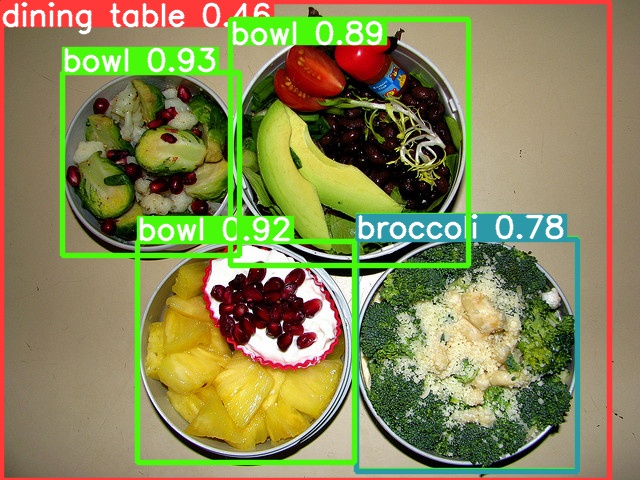 dining table 0.46
bowl 0.89
bowl 0.93
bowl 0.92
broccoli 0.78